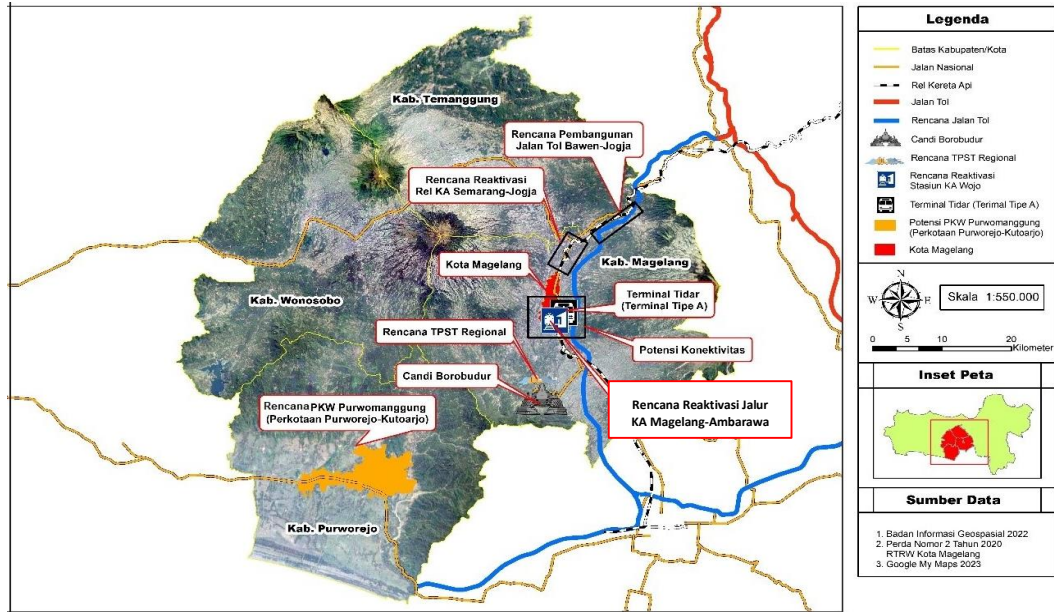 Kab. Temanggung
Rencana Pembangunan
Jalan Tol Bawen-Jogja
Rencana Reaktivasi
Rel KA Semarang-Jogja
Kota Magelang
Kab. Magelang
Kab. Wonosobo
Terminal Tidar
(Terminal Tipe A)
Rencana TPST Regional
Potensi Konektivitas
Candi Borobudur
Rencana Reaktivasi Jalur
KA Magelang-Ambarawa
RencanaPKW Purwomanggung
(Perkotaan Purworejo-Kutoarjo)
Kab. Purworejo
Legenda
Batas Kabupaten/Kota
Jalan Nasional
Rel Kereta Api
Jalan Tol
Rencana Jalan Tol
Candi Borobudur
Rencana TPST Regional
Rencana Reaktivasi
Stasiun KA Wojo
Terminal Tidar (Terimal Tipe A)
Potensi PKW Purwomanggung
(Perkotaan Purworejo-Kutoarjo)
Kota Magelang
N
W E
S
Skala 1:550.000
0 5 10 20
Kilometer
Inset Peta
Sumber Data
1. Badan Informasi Geospasial 2022
2. Perda Nomor 2 Tahun 2020
RTRW Kota Magelang
3. Google My Maps 2023